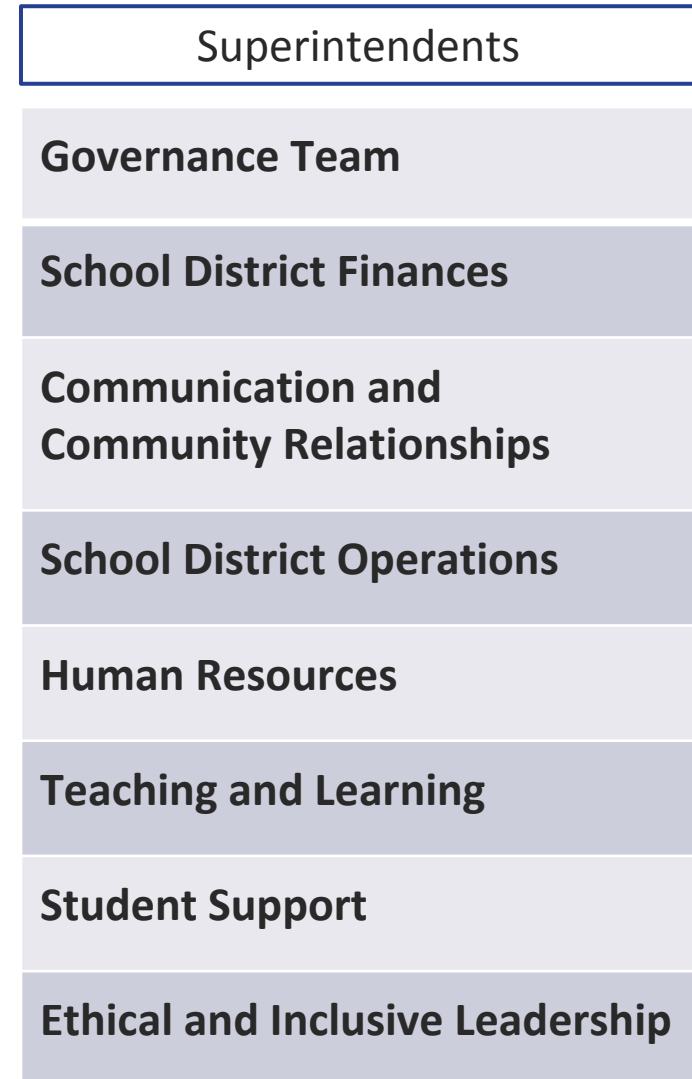 Superintendents
Governance Team
School District Finances
Communication and
Community Relationships
School District Operations
Human Resources
Teaching and Learning
Student Support
Ethical and Inclusive Leadership